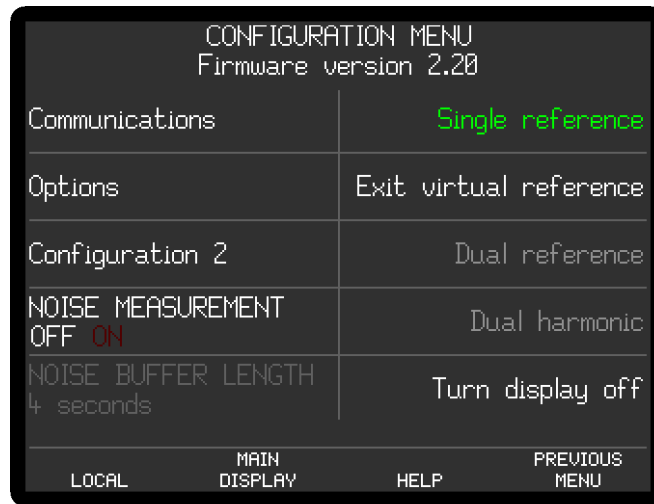 CONFIGURATION MENU
Firmware version 2.20
Communications
Single reference
Options
Exit virtual reference
Configuration 2
Dual reference
NOISE MEASUREMENT
OFF ON
Dual harmonic
NOISE BUFFER LENGTH
4 seconds
Turn display off
LOCAL
MAIN
DISPLAY
HELP
PREVIOUS
MENU